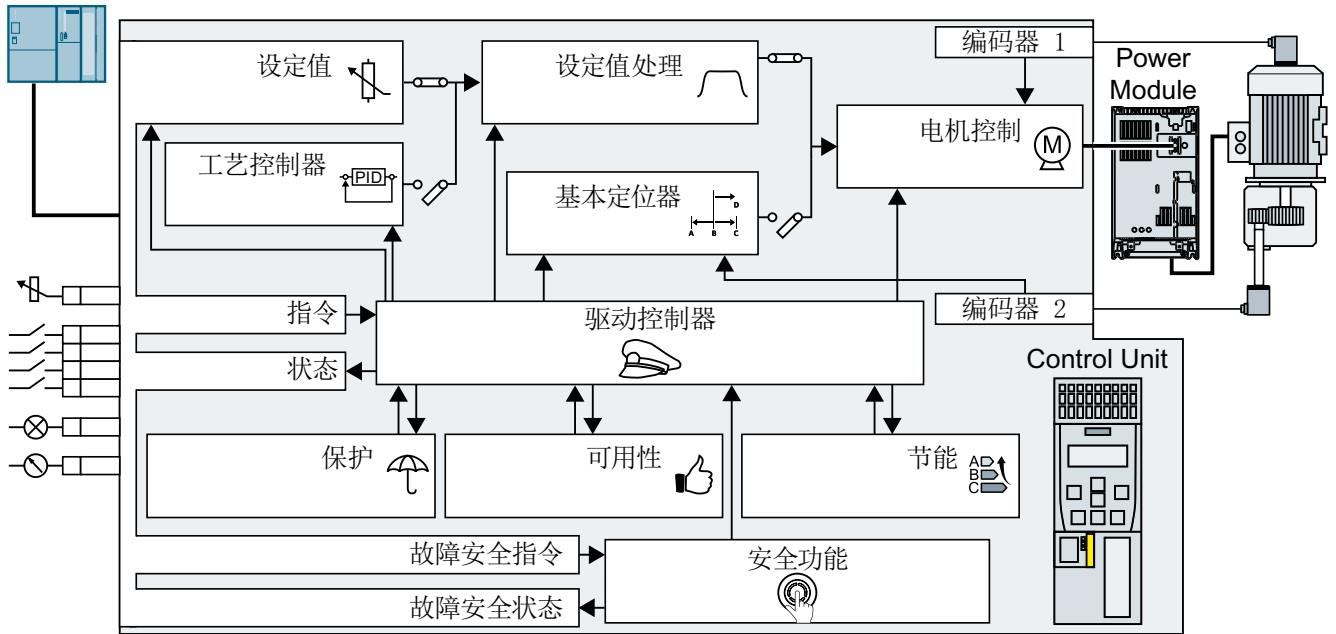 设定值
设定值处理
编码器 1
Power
Module
电机控制
M
工艺控制器
PID
基本定位器
D
A B C
指令
驱动控制器
编码器 2
状态
Control Unit
保护
可用性
节能
A
B
C
故障安全指令
安全功能
故障安全状态